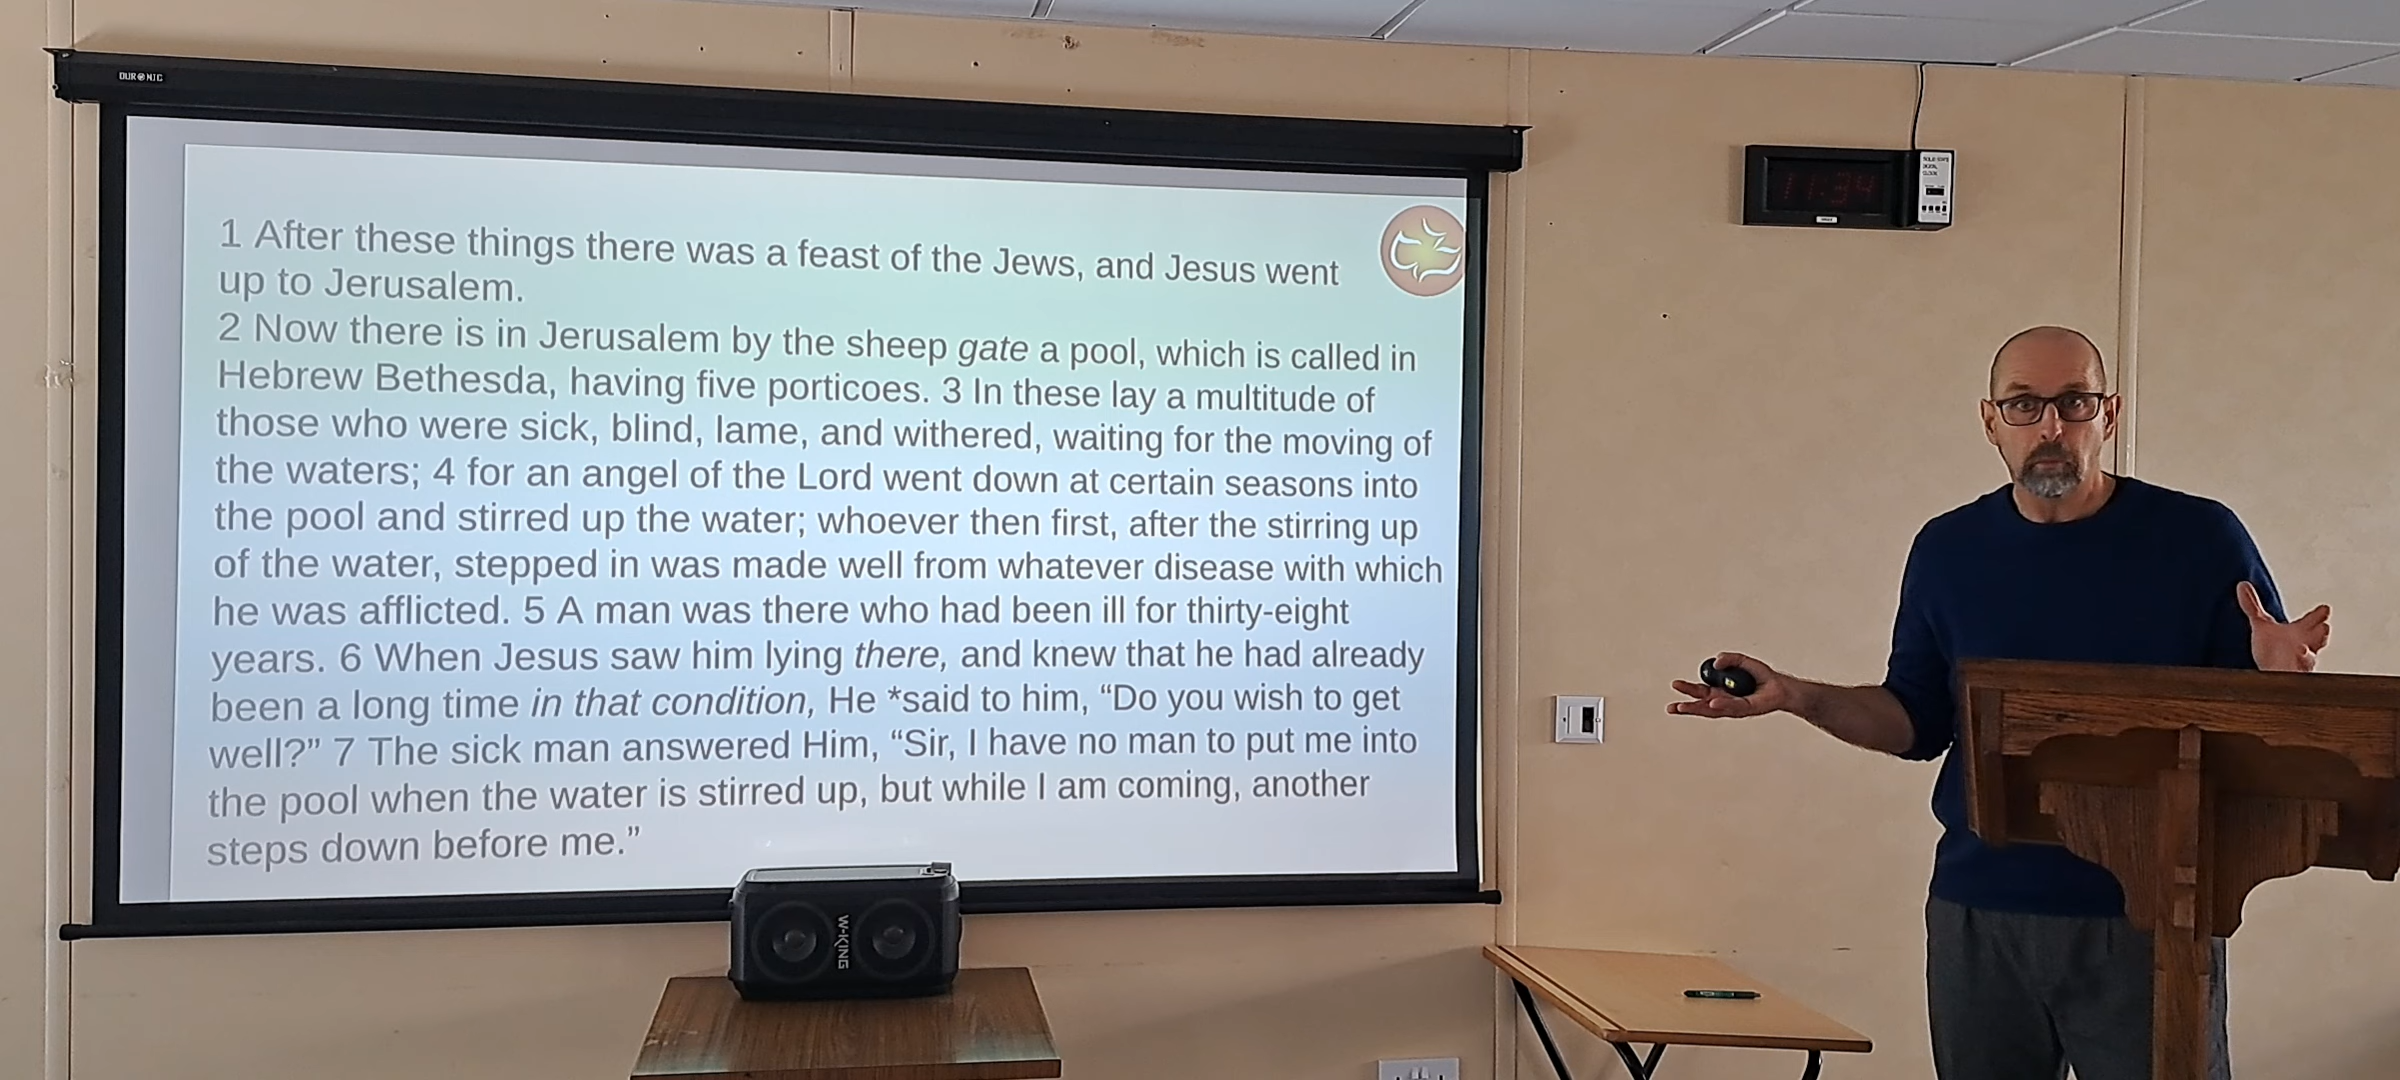 DURONIC
1 After these things there was a feast of the Jews, and Jesus went
up to Jerusalem.
2 Now there is in Jerusalem by the sheep gate a pool, which is called in
Hebrew Bethesda, having five porticoes. 3 In these lay a multitude of
those who were sick, blind, lame, and withered, waiting for the moving of
the waters; 4 for an angel of the Lord went down at certain seasons into
the pool and stirred up the water; whoever then first, after the stirring up
of the water, stepped in was made well from whatever disease with which
he was afflicted. 5 A man was there who had been ill for thirty-eight
years. 6 When Jesus saw him lying there, and knew that he had already
been a long time in that condition, He *said to him, “Do you wish to get
well?” 7 The sick man answered Him, “Sir, I have no man to put me into
the pool when the water is stirred up, but while I am coming, another
steps down before me.”
W-KING
11:34
SOLID STATE
DIGITAL
CLOCK